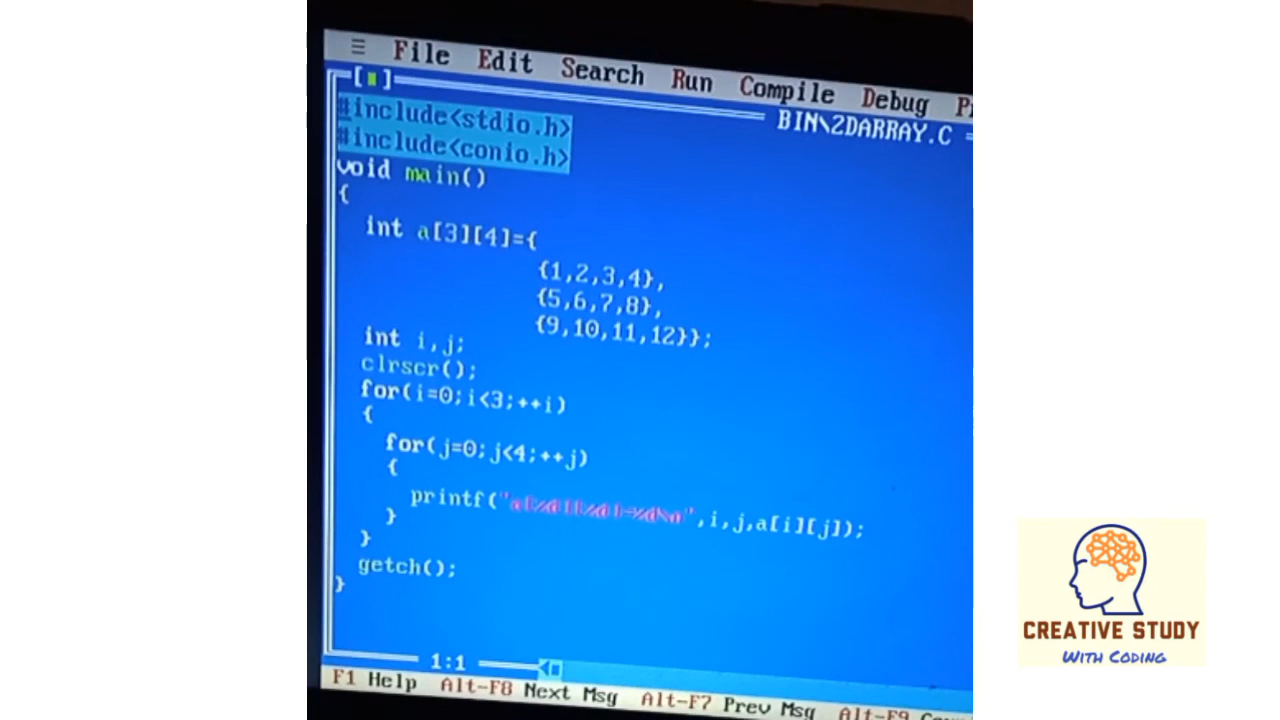 ≡ File Edit Search Run Compile Debug
[■] BIN\2DARRAY.C
#include<stdio.h>
#include<conio.h>
void main()
{
int a[3][4]={
{1,2,3,4},
{5,6,7,8},
{9,10,11,12}};
int i,j;
clrscr();
for(i=0;i<3;++i)
{
for(j=0;j<4;++j)
{
printf("a[%d][%d]=%d\n",i,j,a[i][j]);
}
}
getch();
}
1:1
F1 Help Alt-F8 Next Msg Alt-F7 Prev Msg Alt-F9
CREATIVE STUDY
WITH CODING